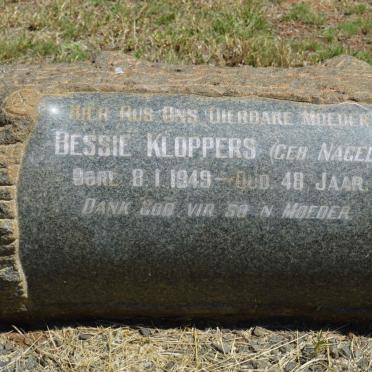 HIER RUS ONS DIERBARE MOEDER
BESSIE KLOPPERS (GEB NAGEL
OORL 8 1 1949 – OUD 48 JAAR
DANK GOD VIR SO 'N MOEDER